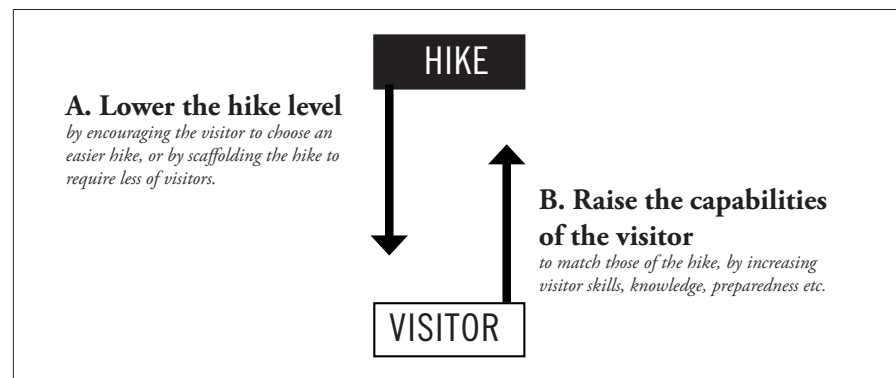 HIKE
A. Lower the hike level
by encouraging the visitor to choose an
easier hike, or by scaffolding the hike to
require less of visitors.
B. Raise the capabilities
of the visitor
to match those of the hike, by increasing
visitor skills, knowledge, preparedness etc.
VISITOR